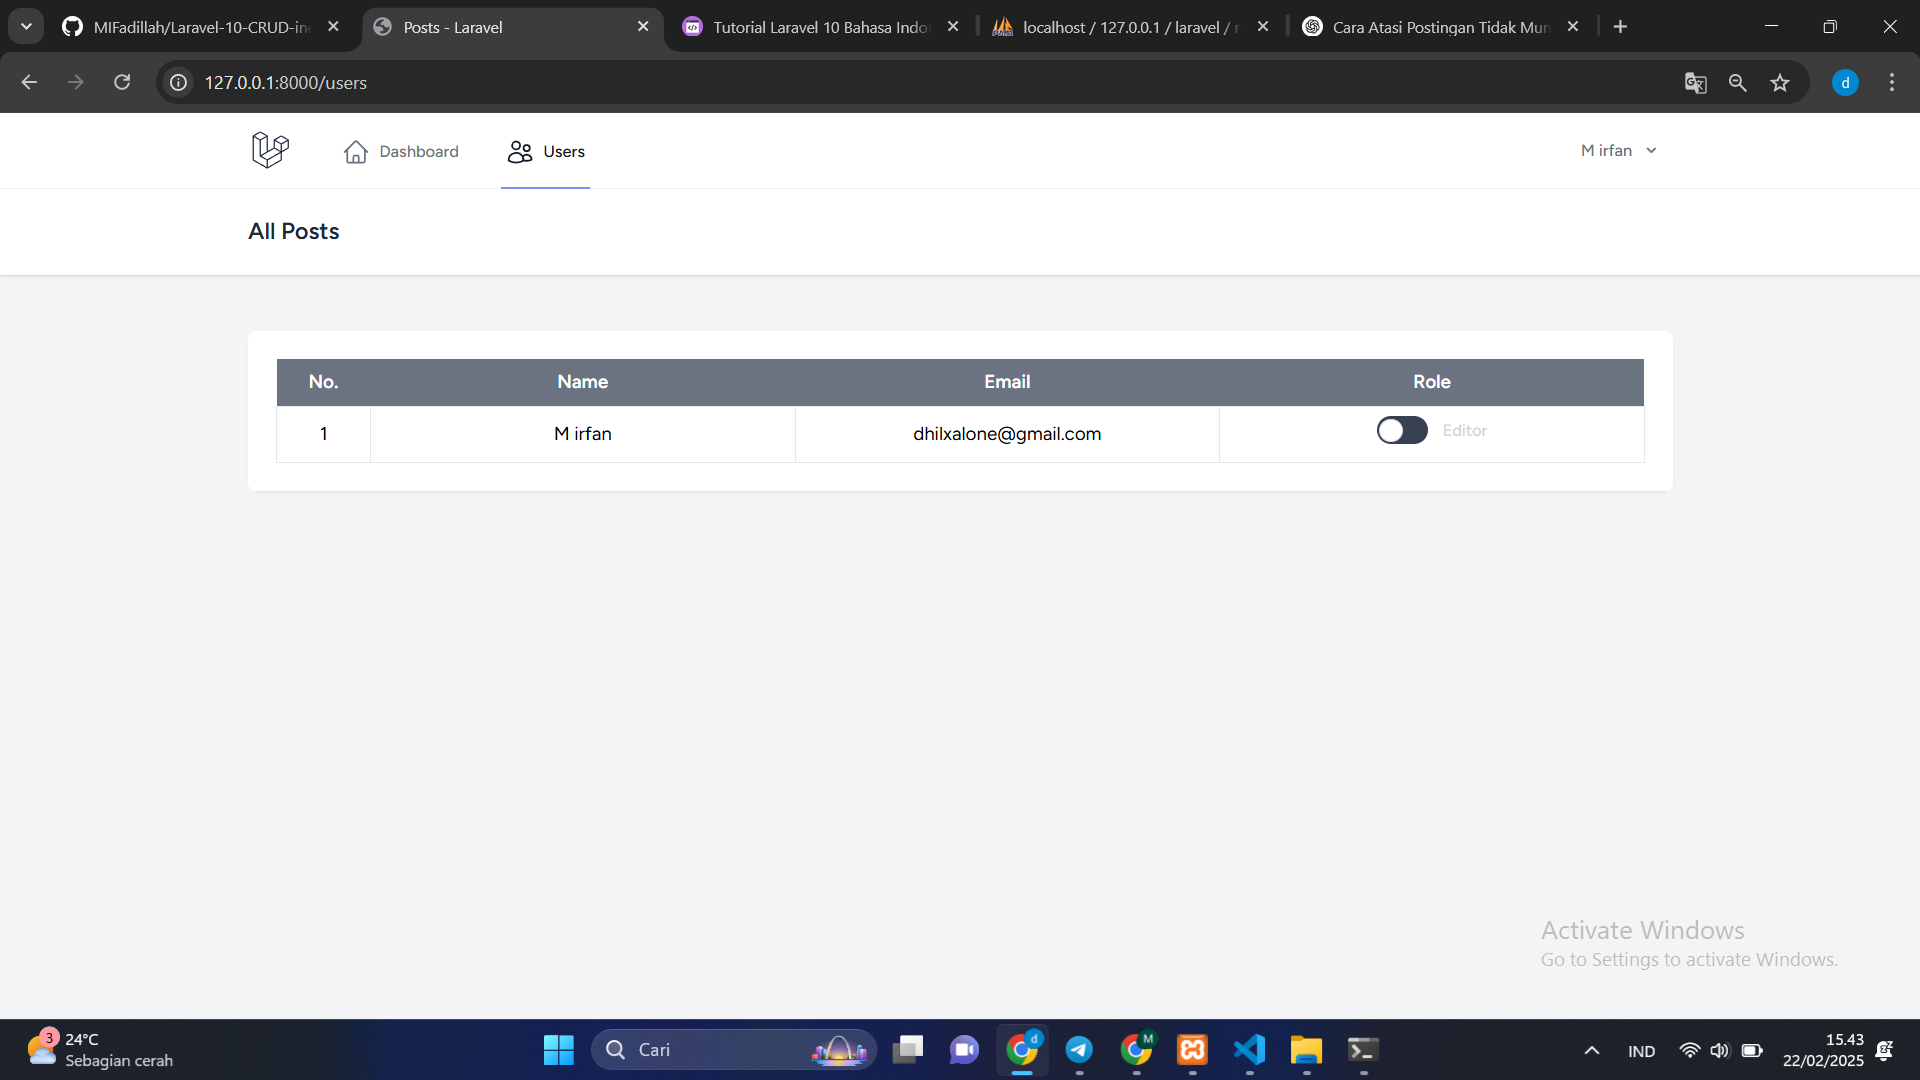 MIFadillah/Laravel-10-CRUD-in
Posts - Laravel
Tutorial Laravel 10 Bahasa Indo
localhost / 127.0.0.1 / laravel / r
Cara Atasi Postingan Tidak Mun
127.0.0.1:8000/users
d
Dashboard
Users
M irfan
All Posts
No. Name Email Role
1 M irfan dhilxalone@gmail.com Editor
Activate Windows
Go to Settings to activate Windows.
3
24°C
Sebagian cerah
Cari
d
M
IND
15.43
22/02/2025